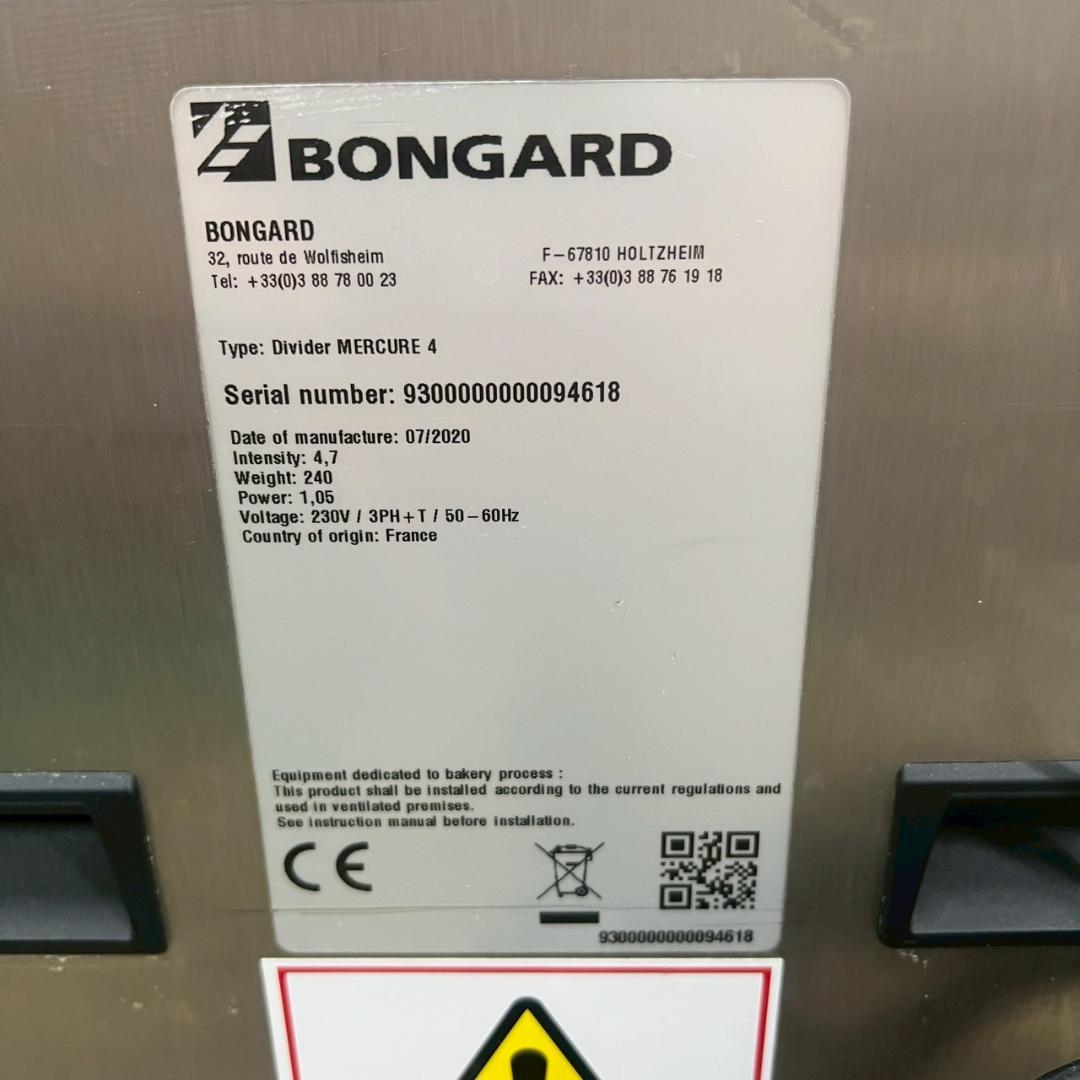 BONGARD
BONGARD
32, route de Wolfisheim F-67810 HOLTZHEIM
Tel: +33(0)3 88 78 00 23 FAX: +33(0)3 88 76 19 18
Type: Divider MERCURE 4
Serial number: 9300000000094618
Date of manufacture: 07/2020
Intensity: 4,7
Weight: 240
Power: 1,05
Voltage: 230V / 3PH+T / 50-60Hz
Country of origin: France
Equipment dedicated to bakery process :
This product shall be installed according to the current regulations and
used in ventilated premises.
See instruction manual before installation.
CE
9300000000094618